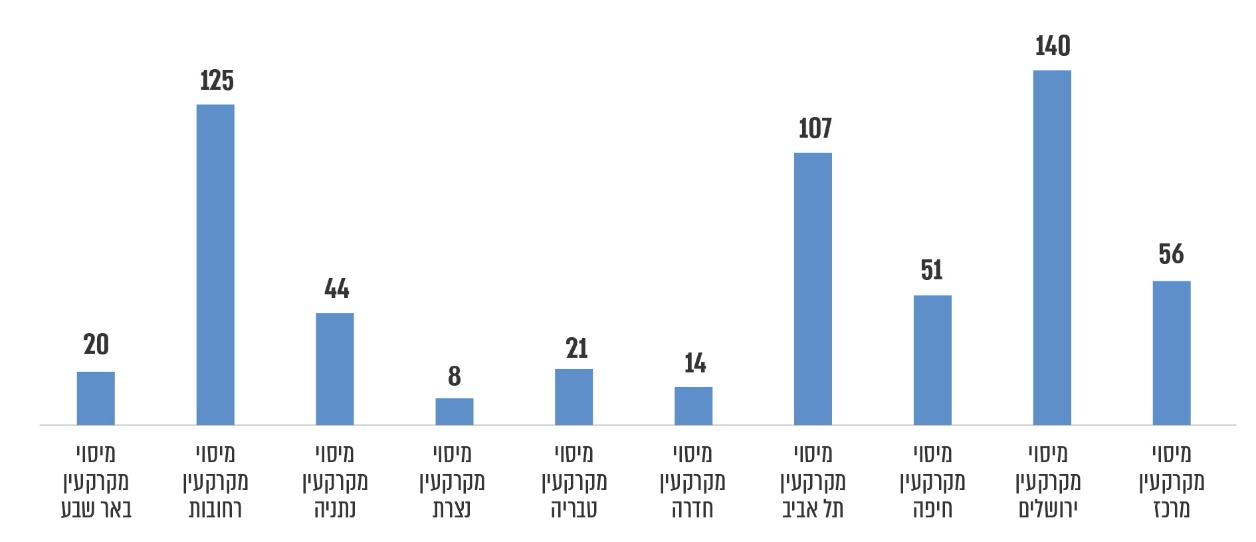 140
125
107
56
51
44
21
20
14
8
מיסוי מקרקעין מרכז
מיסוי מקרקעין ירושלים
מיסוי מקרקעין חיפה
מיסוי מקרקעין תל אביב
מיסוי מקרקעין חדרה
מיסוי מקרקעין טבריה
מיסוי מקרקעין נצרת
מיסוי מקרקעין נתניה
מיסוי מקרקעין רחובות
מיסוי מקרקעין באר שבע